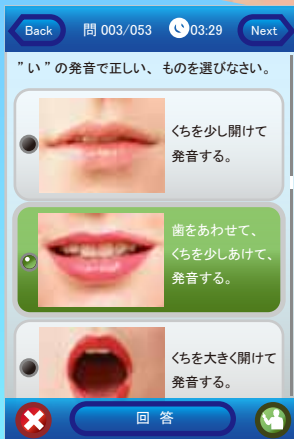 Back
問 003/053
03:29
Next
”い”の発音で正しい、ものを選びなさい。
くちを少し開けて
発音する。
歯をあわせて、
くちを少しあけて、
発音する。
くちを大きく開けて
発音する。
回 答